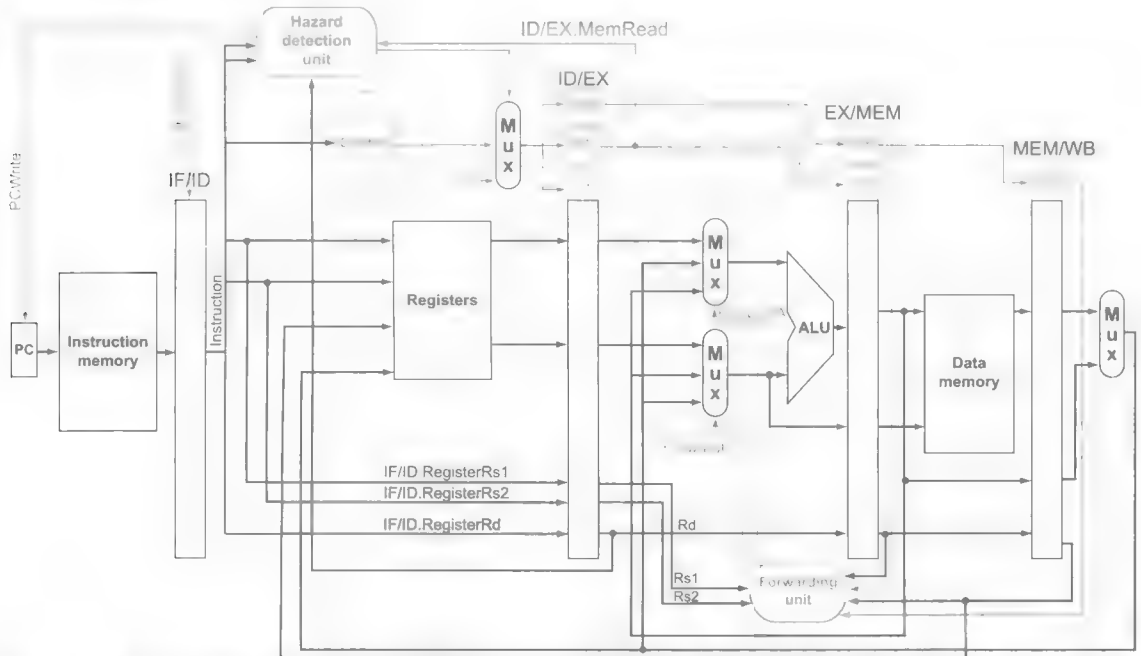 Hazard
detection
unit
ID/EX.MemRead
ID/EX
EX/MEM
MEM/WB
M
u
x
PCWrite
IF/ID
Instruction
PC
Instruction
memory
Registers
M
u
x
M
u
x
ALU
Data
memory
M
u
x
IF/ID.RegisterRs1
IF/ID.RegisterRs2
IF/ID.RegisterRd
Rd
Rs1
Rs2
Forwarding
unit